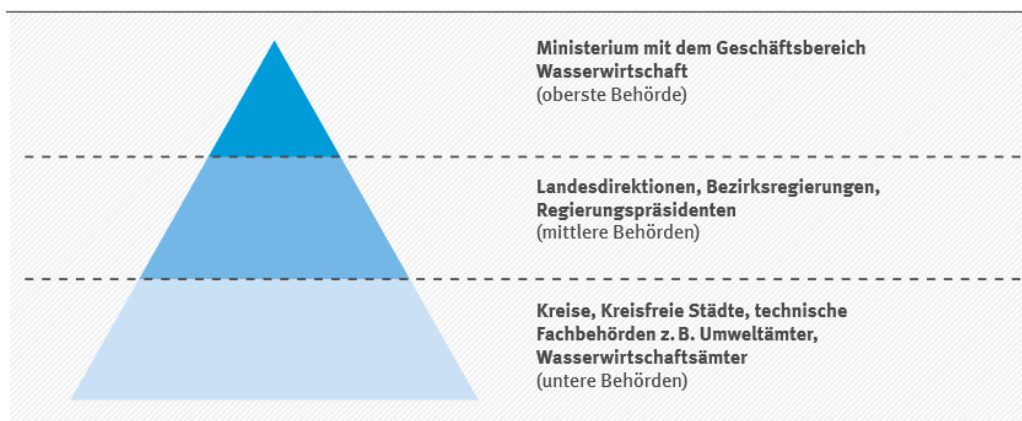 Ministerium mit dem Geschäftsbereich
Wasserwirtschaft
(oberste Behörde)
Landesdirektionen, Bezirksregierungen,
Regierungspräsidenten
(mittlere Behörden)
Kreise, Kreisfreie Städte, technische
Fachbehörden z. B. Umweltämter,
Wasserwirtschaftsämter
(untere Behörden)